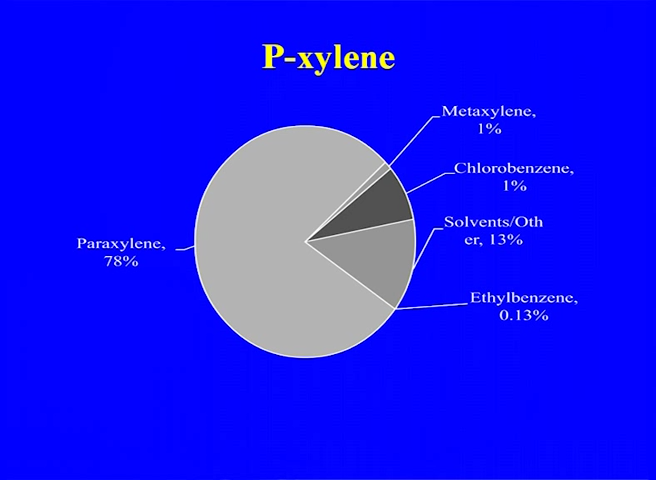 P-xylene
Metaxylene,
1%
Chlorobenzene,
1%
Solvents/Oth
er, 13%
Paraxylene,
78%
Ethylbenzene,
0.13%